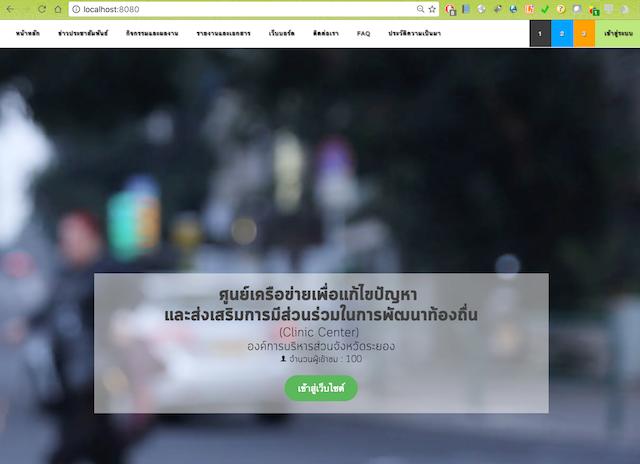 localhost:8080
หน้าหลัก ข่าวประชาสัมพันธ์ กิจกรรมและผลงาน รายงานและเอกสาร เว็บบอร์ด ติดต่อเรา FAQ ประวัติความเป็นมา 1 2 3 เข้าสู่ระบบ
ศูนย์เครือข่ายเพื่อแก้ไขปัญหา
และส่งเสริมการมีส่วนร่วมในการพัฒนาท้องถิ่น
(Clinic Center)
องค์การบริหารส่วนจังหวัดระยอง
จำนวนผู้เข้าชม : 100
เข้าสู่เว็บไซต์